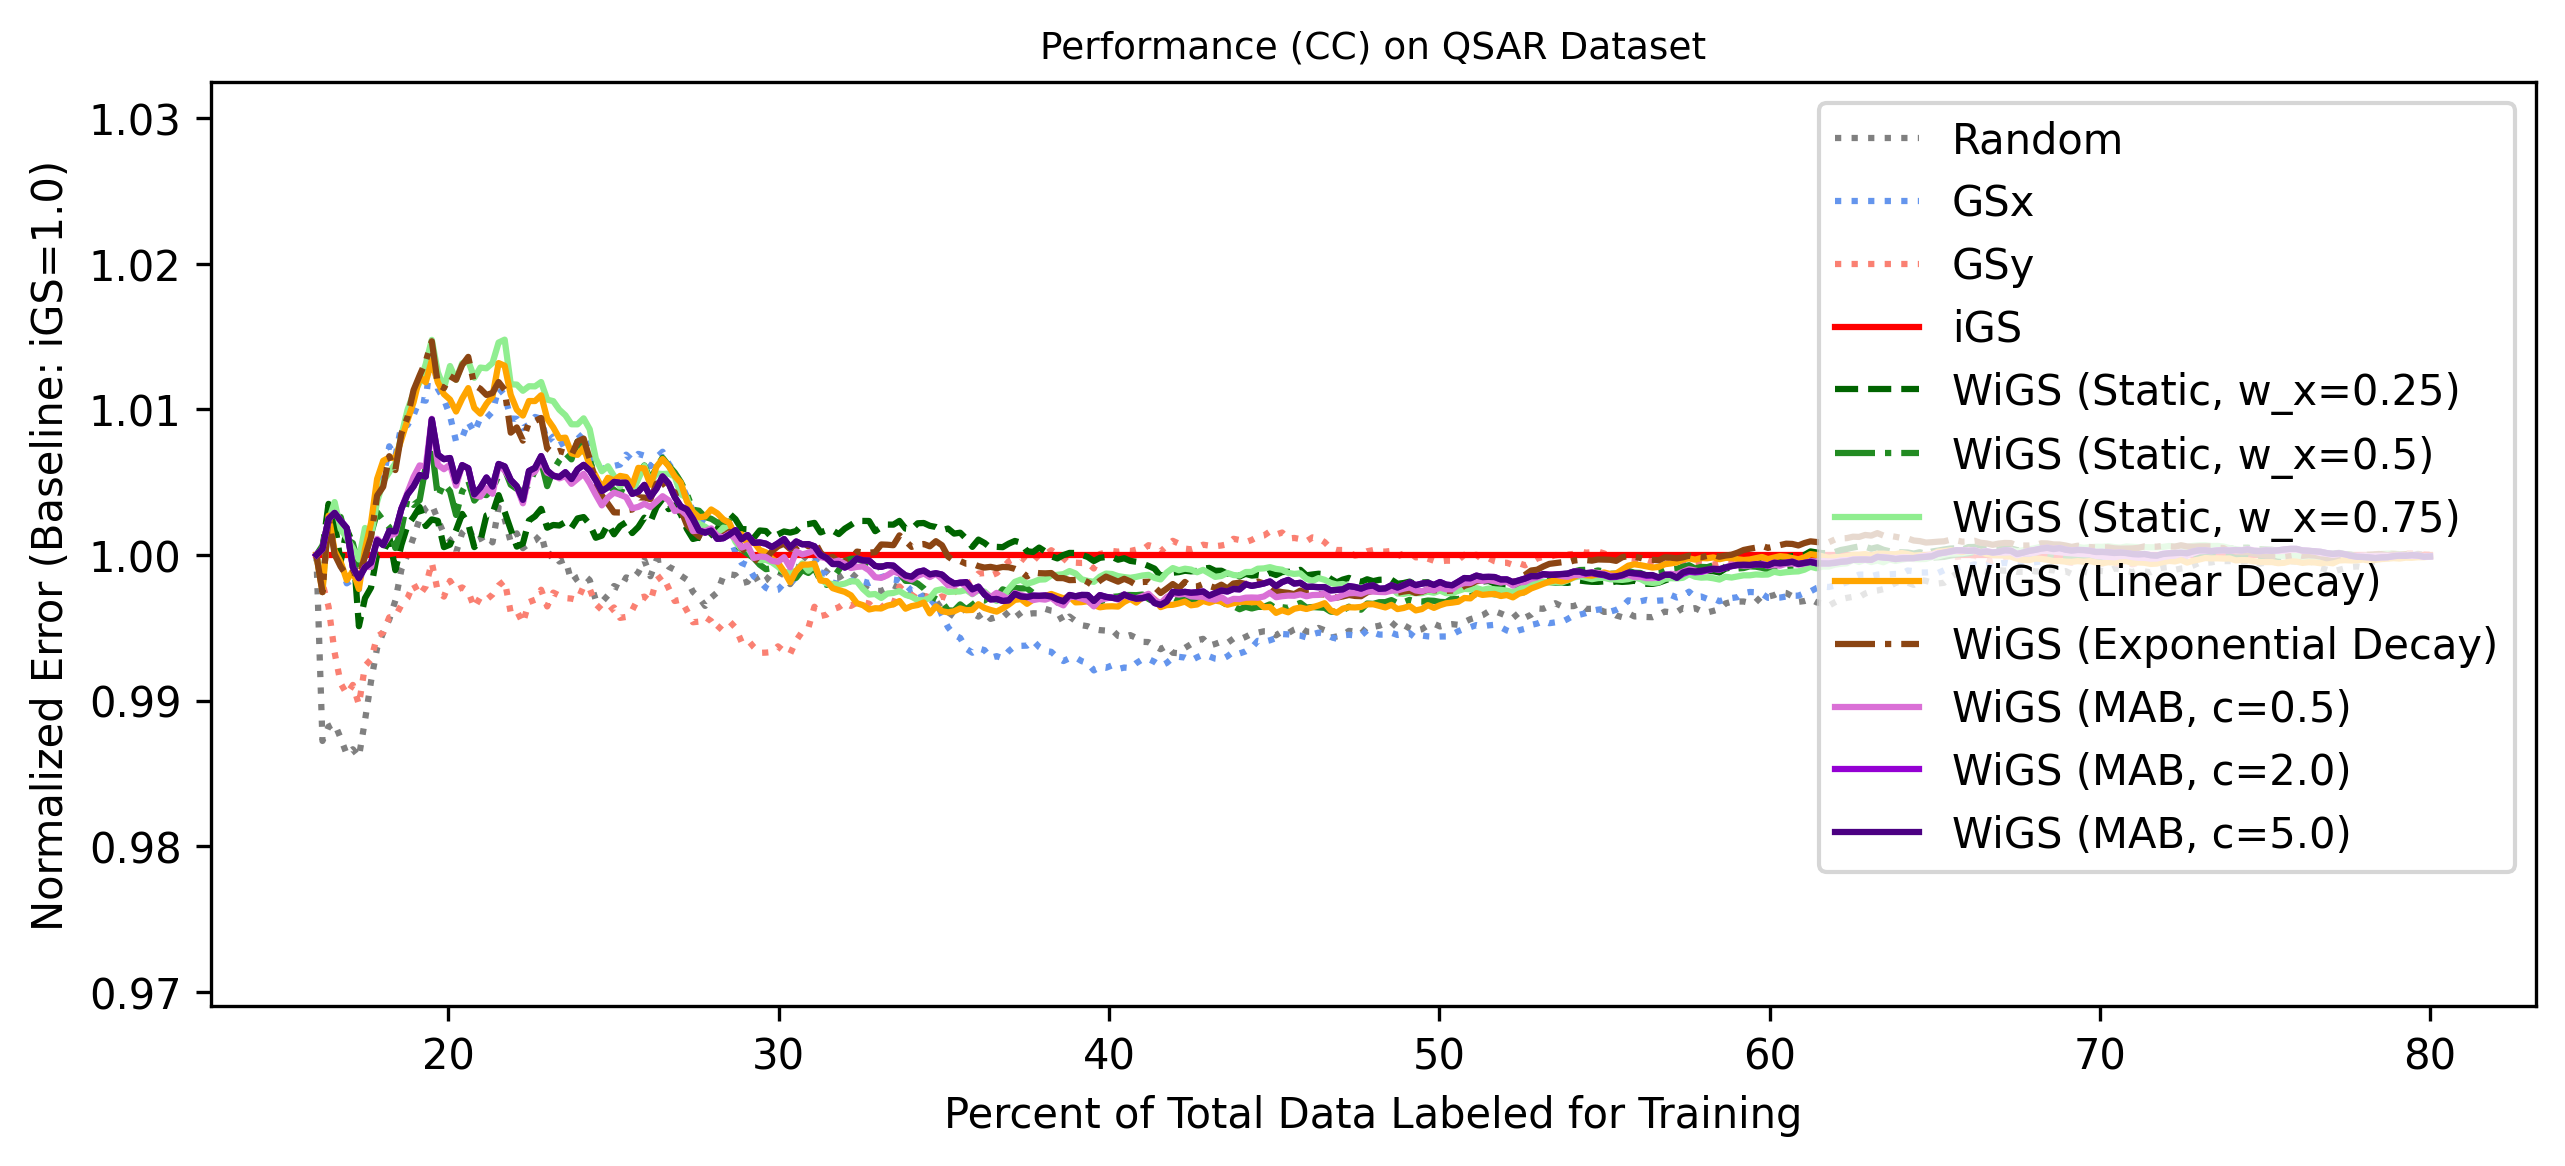 Performance (CC) on QSAR Dataset
Normalized Error (Baseline: iGS=1.0)
1.03
1.02
1.01
1.00
0.99
0.98
0.97
Random
GSx
GSy
iGS
WiGS (Static, w_x=0.25)
WiGS (Static, w_x=0.5)
WiGS (Static, w_x=0.75)
WiGS (Linear Decay)
WiGS (Exponential Decay)
WiGS (MAB, c=0.5)
WiGS (MAB, c=2.0)
WiGS (MAB, c=5.0)
20 30 40 50 60 70 80
Percent of Total Data Labeled for Training